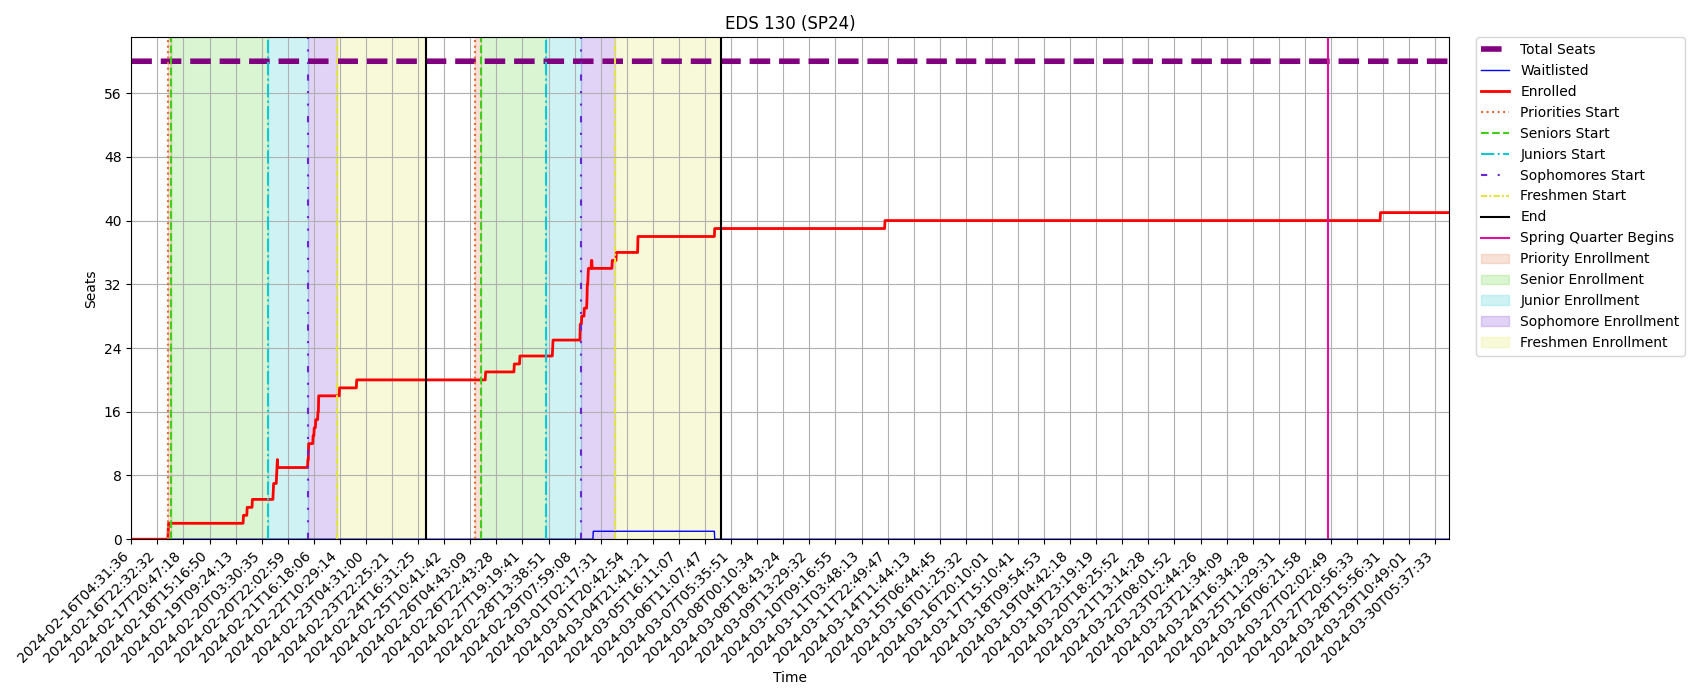 EDS 130 (SP24)
Seats
56
48
40
32
24
16
8
0
2024-02-16T04:31:36
2024-02-16T22:32:32
2024-02-17T20:47:18
2024-02-18T15:16:50
2024-02-19T09:24:13
2024-02-20T03:30:35
2024-02-20T22:02:59
2024-02-21T16:18:06
2024-02-22T10:29:14
2024-02-23T04:31:00
2024-02-23T22:25:21
2024-02-24T16:31:25
2024-02-25T10:41:42
2024-02-26T04:43:09
2024-02-26T22:43:28
2024-02-27T19:19:41
2024-02-28T13:38:51
2024-02-29T07:59:08
2024-03-01T02:17:31
2024-03-01T20:42:54
2024-03-04T21:41:21
2024-03-05T16:11:07
2024-03-06T11:07:47
2024-03-07T05:35:51
2024-03-08T00:10:34
2024-03-08T18:43:24
2024-03-09T13:29:32
2024-03-10T09:16:55
2024-03-11T03:48:13
2024-03-11T22:49:47
2024-03-14T11:44:13
2024-03-15T06:44:45
2024-03-16T01:25:32
2024-03-16T20:10:01
2024-03-17T15:10:41
2024-03-18T09:54:53
2024-03-19T04:42:18
2024-03-19T23:19:19
2024-03-20T18:25:52
2024-03-21T13:14:28
2024-03-22T08:01:52
2024-03-23T02:44:26
2024-03-23T21:34:09
2024-03-24T16:34:28
2024-03-25T11:29:31
2024-03-26T06:21:58
2024-03-27T02:02:49
2024-03-27T20:56:33
2024-03-28T15:56:31
2024-03-29T10:49:01
2024-03-30T05:37:33
Time
Total Seats
Waitlisted
Enrolled
Priorities Start
Seniors Start
Juniors Start
Sophomores Start
Freshmen Start
End
Spring Quarter Begins
Priority Enrollment
Senior Enrollment
Junior Enrollment
Sophomore Enrollment
Freshmen Enrollment